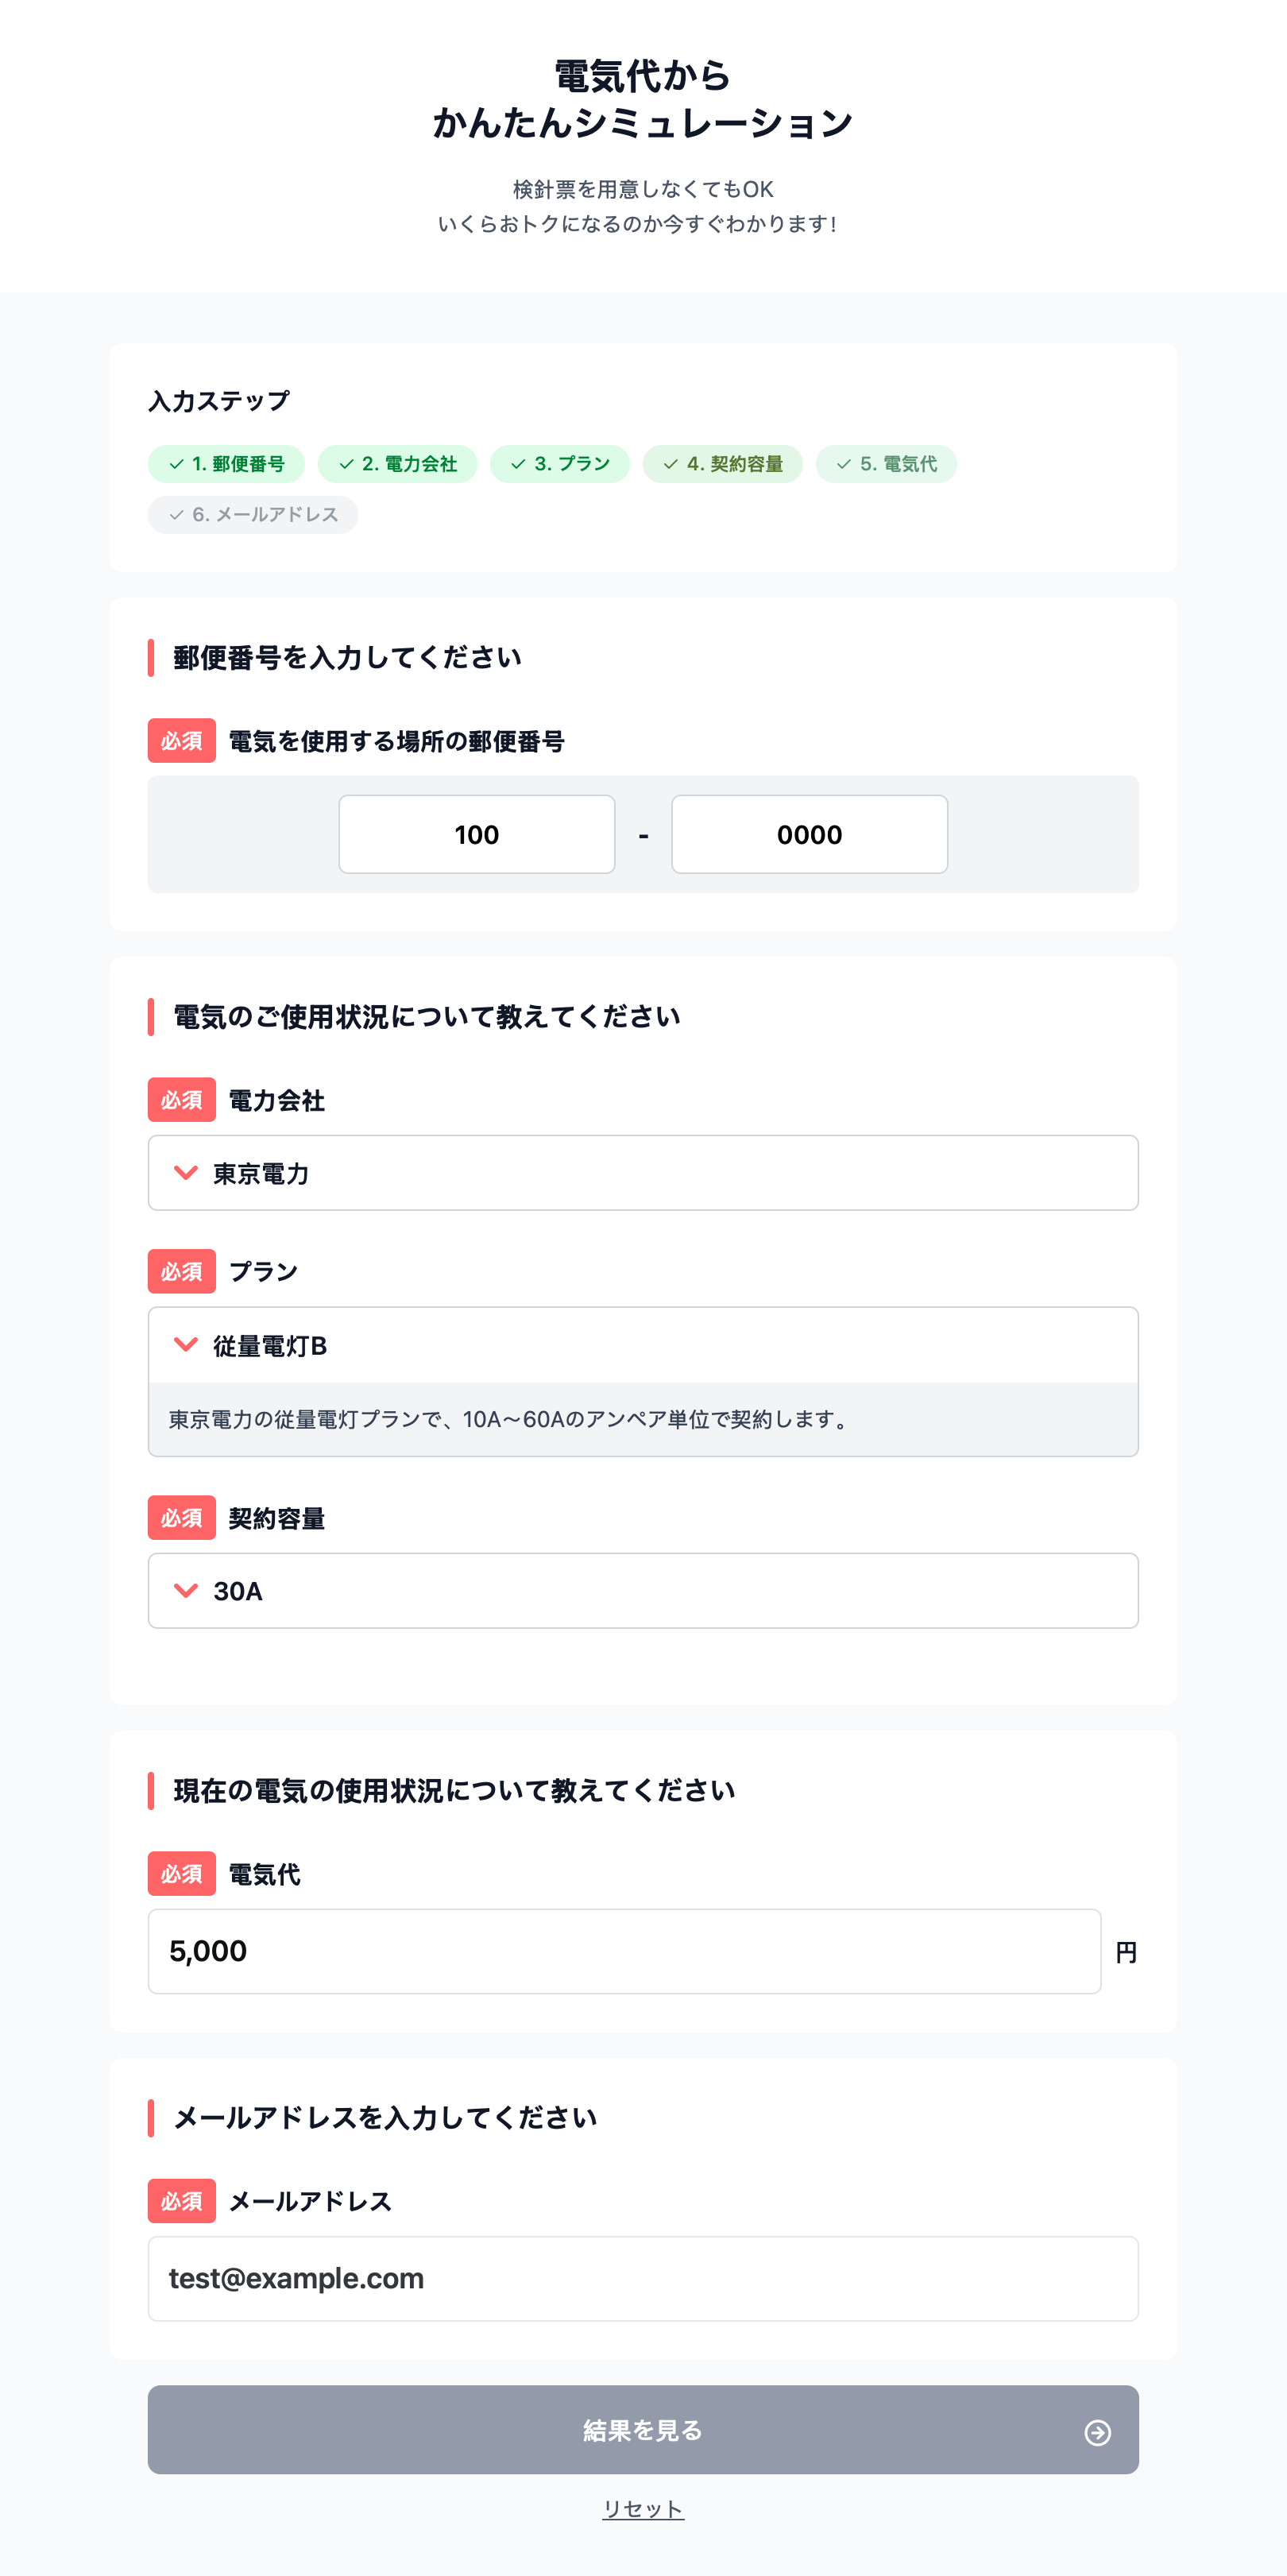 電気代から
かんたんシミュレーション
検針票を用意しなくてもOK
いくらおトクになるのか今すぐわかります!
入力ステップ
1. 郵便番号 2. 電力会社 3. プラン 4. 契約容量 5. 電気代
6. メールアドレス
郵便番号を入力してください
必須 電気を使用する場所の郵便番号
100 - 0000
電気のご使用状況について教えてください
必須 電力会社
東京電力
必須 プラン
従量電灯B
東京電力の従量電灯プランで、10A〜60Aのアンペア単位で契約します。
必須 契約容量
30A
現在の電気の使用状況について教えてください
必須 電気代
5,000 円
メールアドレスを入力してください
必須 メールアドレス
test@example.com
結果を見る
リセット